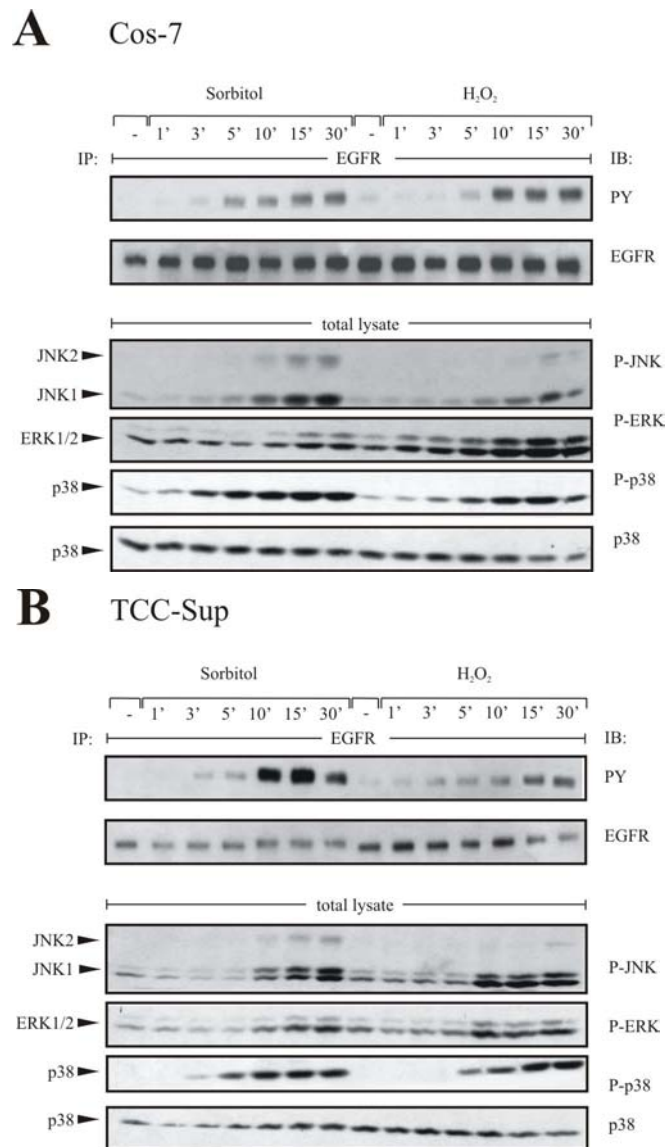 A Cos-7
Sorbitol H₂O₂
- 1’ 3’ 5’ 10’ 15’ 30’ - 1’ 3’ 5’ 10’ 15’ 30’
IP: EGFR IB:
PY
EGFR
total lysate
JNK2
P-JNK
JNK1
P-ERK
ERK1/2
p38 P-p38
p38 p38
B TCC-Sup
Sorbitol H₂O₂
- 1’ 3’ 5’ 10’ 15’ 30’ - 1’ 3’ 5’ 10’ 15’ 30’
IP: EGFR IB:
PY
EGFR
total lysate
JNK2
JNK1 P-JNK
ERK1/2 P-ERK
p38 P-p38
p38 p38